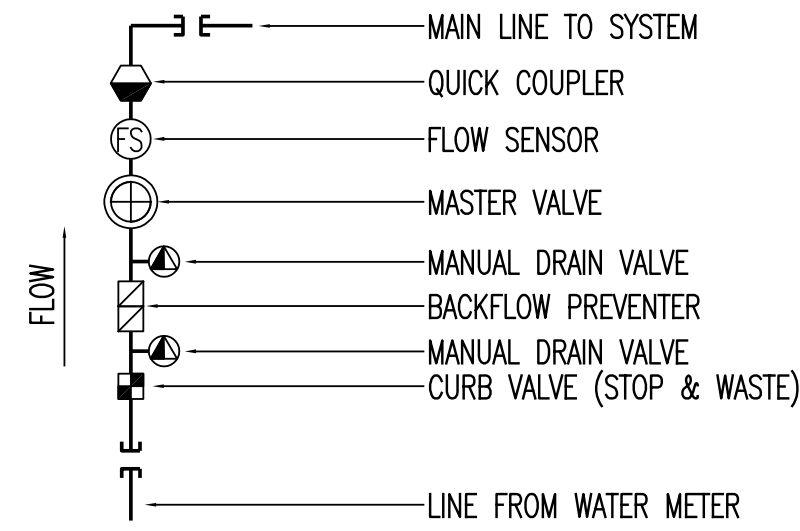 MAIN LINE TO SYSTEM
QUICK COUPLER
FS
FLOW SENSOR
MASTER VALVE
MANUAL DRAIN VALVE
FLOW
BACKFLOW PREVENTER
MANUAL DRAIN VALVE
CURB VALVE (STOP & WASTE)
LINE FROM WATER METER